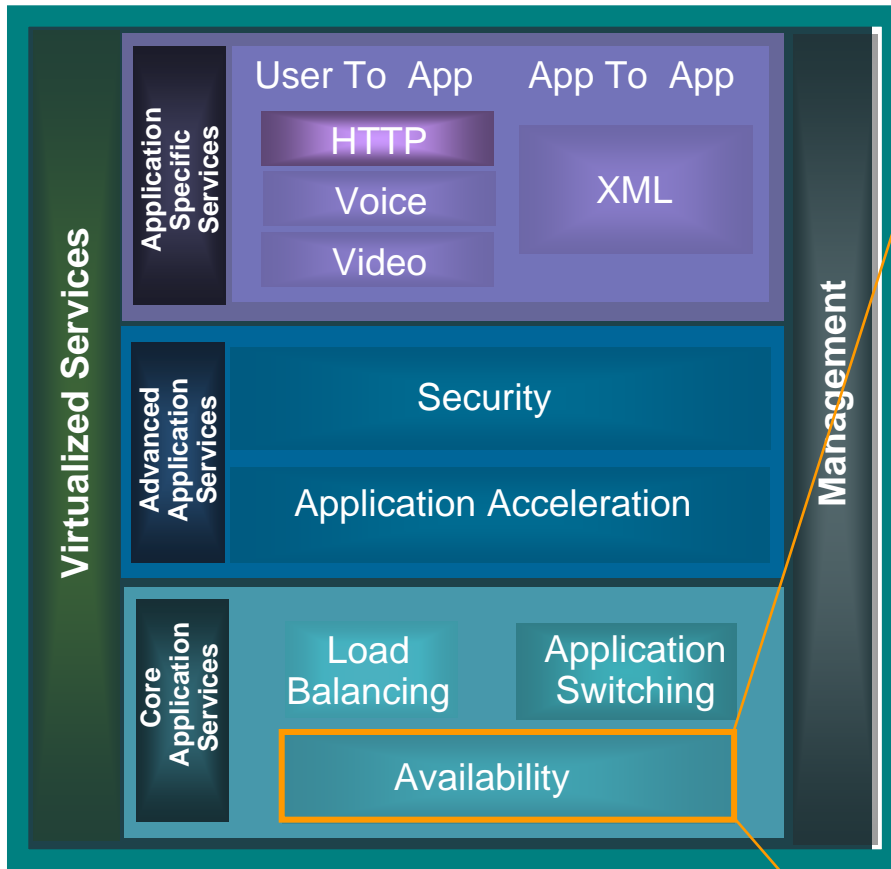 Virtualized Services
Application
Specific
Services
User To App
App To App
HTTP
Voice
Video
XML
Advanced
Application
Services
Security
Application Acceleration
Core
Application
Services
Load
Balancing
Application
Switching
Availability
Management